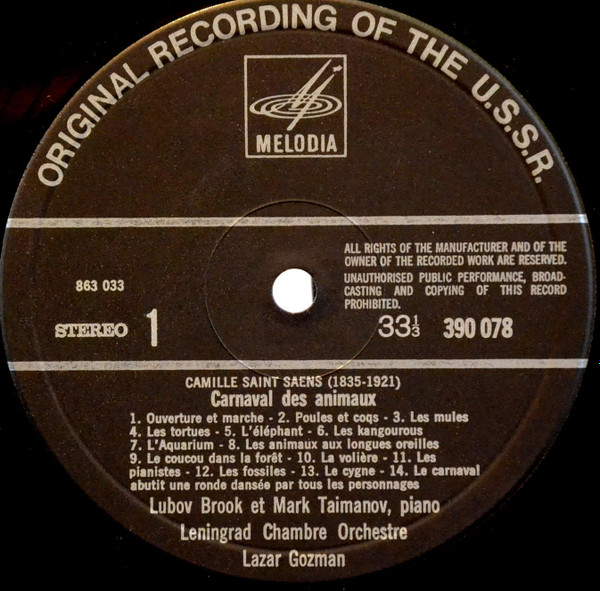 ORIGINAL RECORDING OF THE U.S.S.R.
MELODIA
ALL RIGHTS OF THE MANUFACTURER AND OF THE
OWNER OF THE RECORDED WORK ARE RESERVED.
UNAUTHORISED PUBLIC PERFORMANCE, BROAD-
CASTING AND COPYING OF THIS RECORD
PROHIBITED.
863 033
STEREO 1
33⅓ 390 078
CAMILLE SAINT SAENS (1835-1921)
Carnaval des animaux
1. Ouverture et marche - 2. Poules et coqs - 3. Les mules
4. Les tortues - 5. L'éléphant - 6. Les kangourous
7. L'Aquarium - 8. Les animaux aux longues oreilles
9. Le coucou dans la forêt - 10. La volière - 11. Les
pianistes - 12. Les fossiles - 13. Le cygne - 14. Le carnaval
abutit une ronde dansée par tous les personnages
Lubov Brook et Mark Taimanov, piano
Leningrad Chambre Orchestre
Lazar Gozman